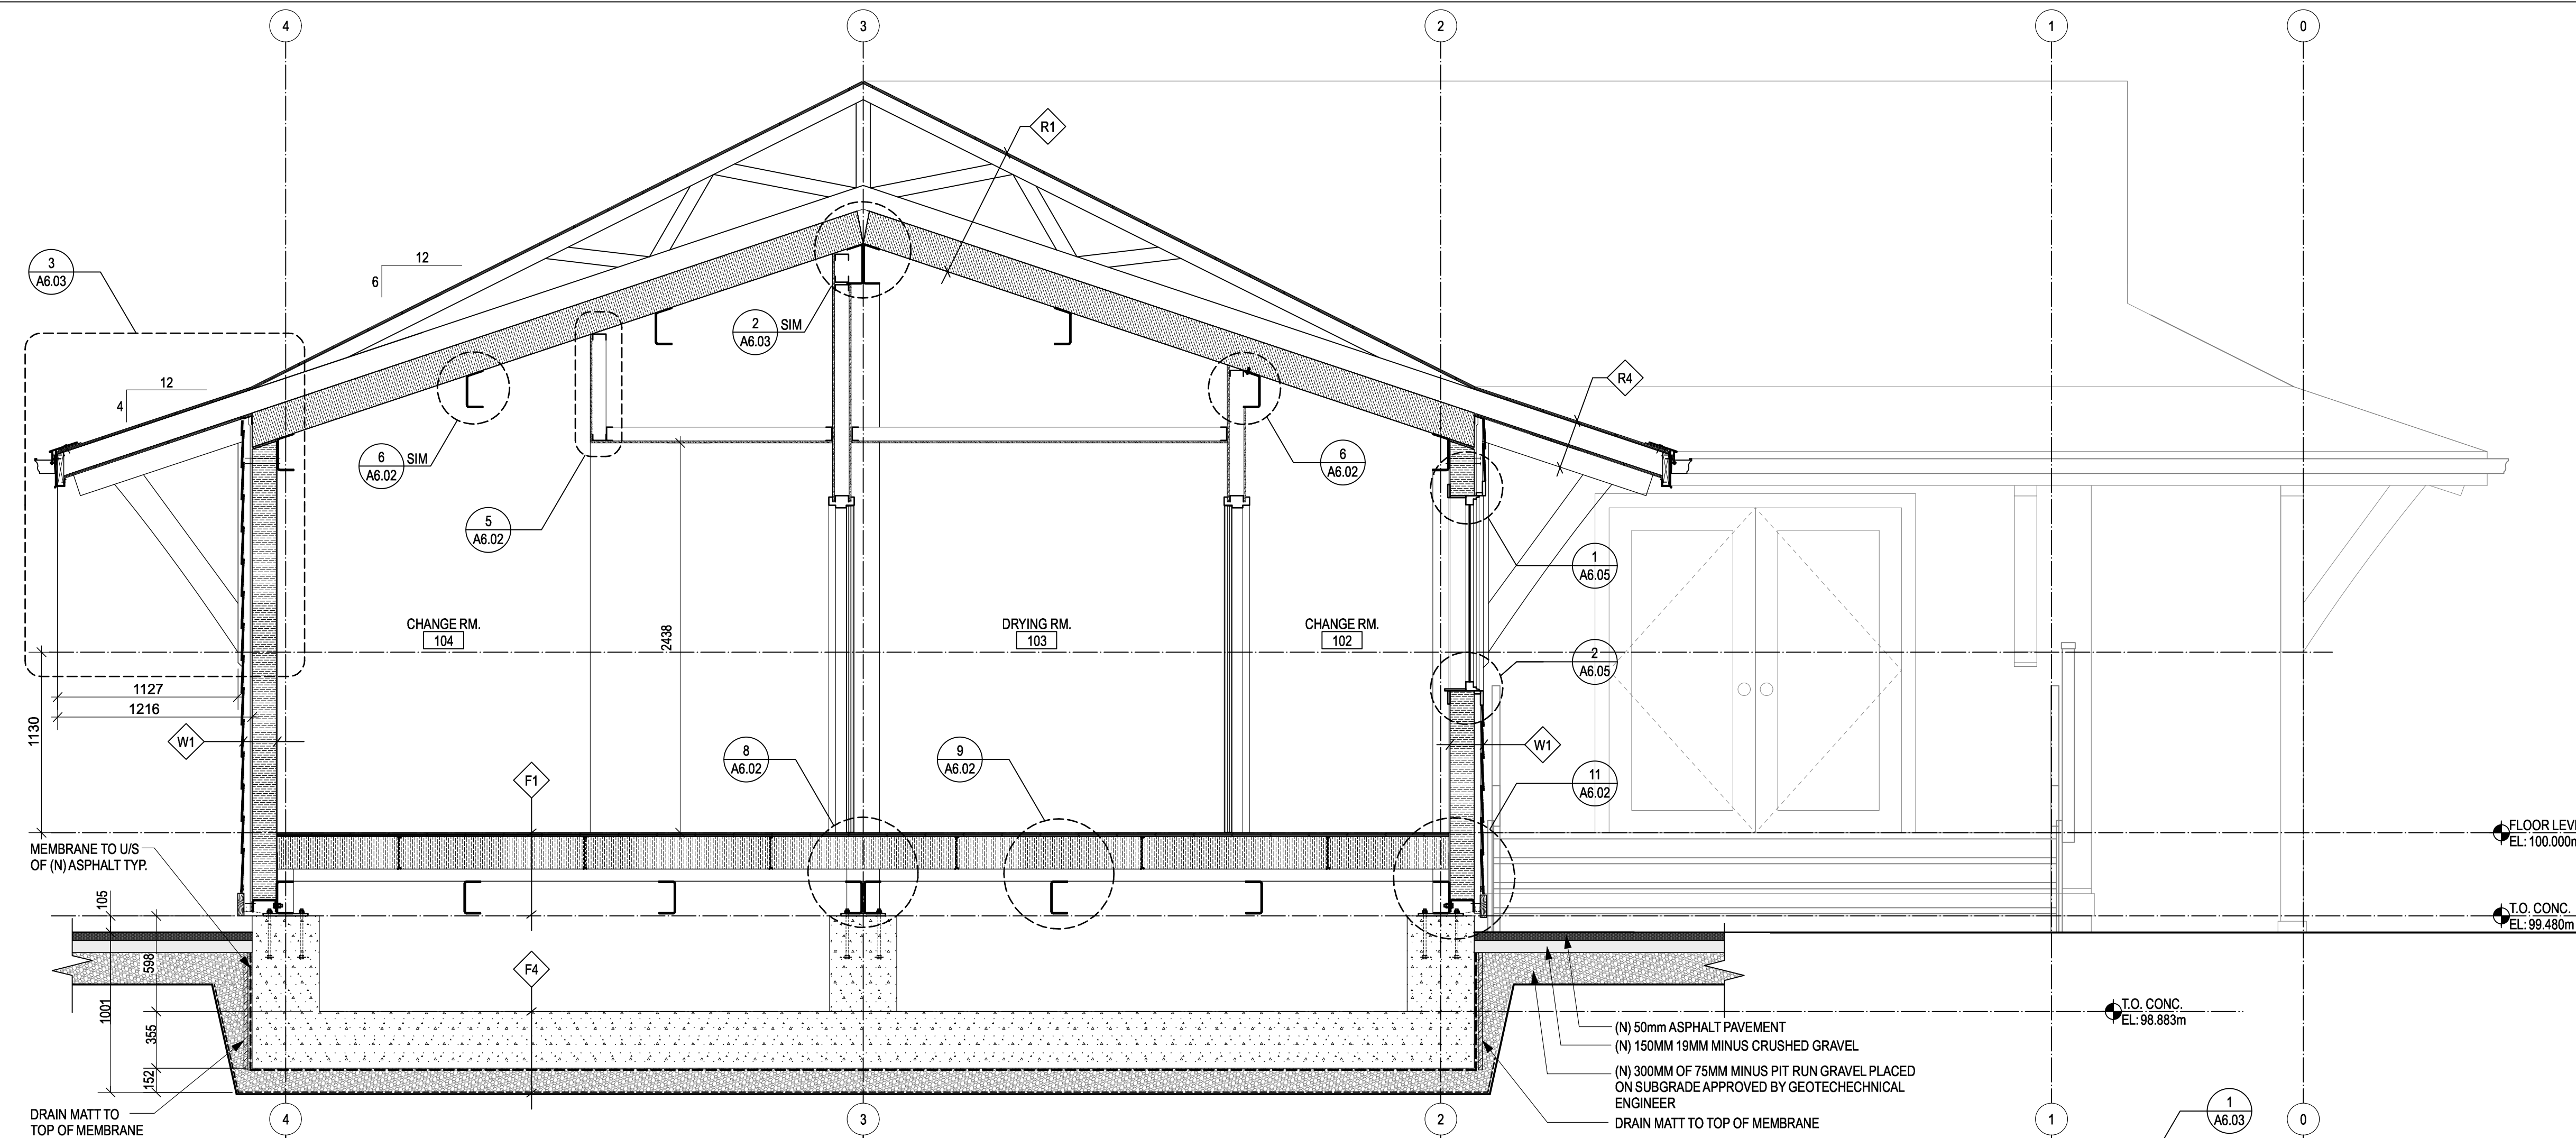 4
3
2
1
0
R1
3
A6.03
12
6
2
A6.03
SIM
12
4
R4
6
A6.02
SIM
6
A6.02
5
A6.02
1
A6.05
CHANGE RM.
104
2438
DRYING RM.
103
CHANGE RM.
102
2
A6.05
1127
1216
1130
W1
8
A6.02
9
A6.02
W1
F1
11
A6.02
MEMBRANE TO U/S
OF (N) ASPHALT TYP.
EL: 100.000m
105
T.O. CONC.
EL: 99.480m
598
F4
1001
355
152
T.O. CONC.
EL: 98.883m
(N) 50mm ASPHALT PAVEMENT
(N) 150MM 19MM MINUS CRUSHED GRAVEL
(N) 300MM OF 75MM MINUS PIT RUN GRAVEL PLACED
ON SUBGRADE APPROVED BY GEOTECHECHNICAL
ENGINEER
DRAIN MATT TO TOP OF MEMBRANE
DRAIN MATT TO
TOP OF MEMBRANE
FLOOR LEV
4
3
2
1
0
1
A6.03